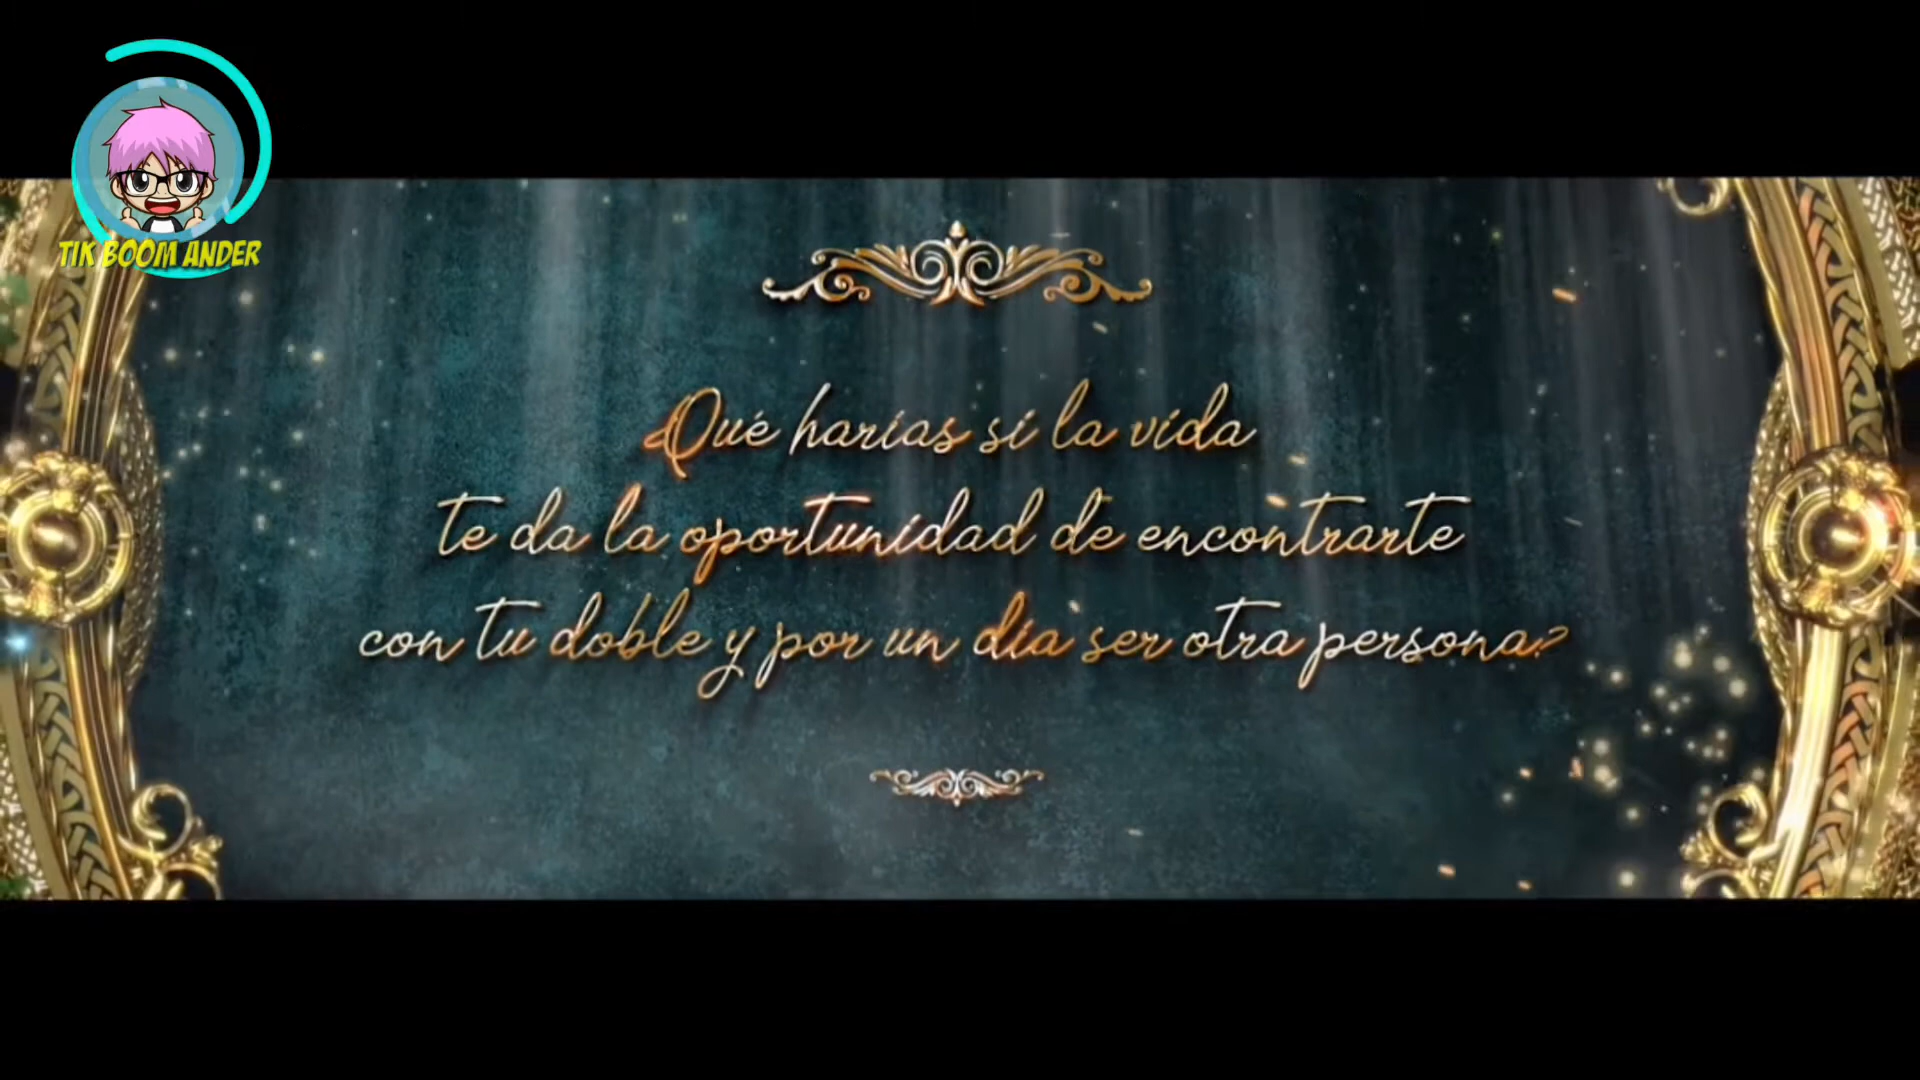 TIK BOOM ANDER
¿Qué harías si la vida
te da la oportunidad de encontrarte
con tu doble y por un día ser otra persona?